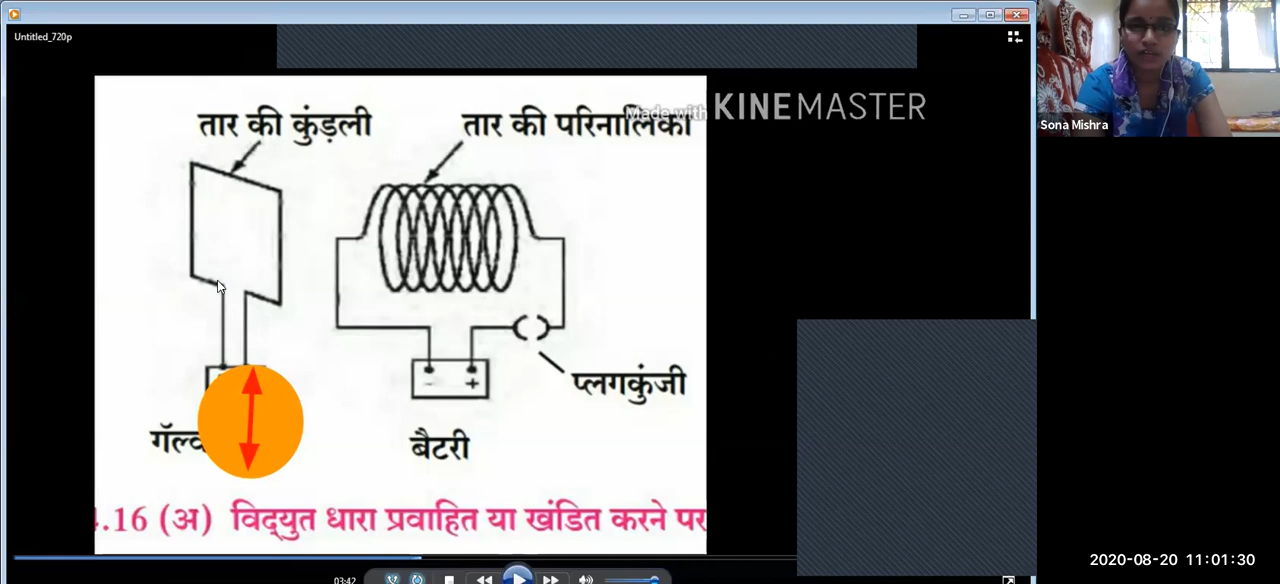 Untitled_720p
Made with KINEMASTER
तार की कुंडली
तार की परिनालिका
Sona Mishra
- +
प्लगकुंजी
बैटरी
.16 (अ) विद्युत धारा प्रवाहित या खंडित करने पर
2020-08-20 11:01:30
03:42